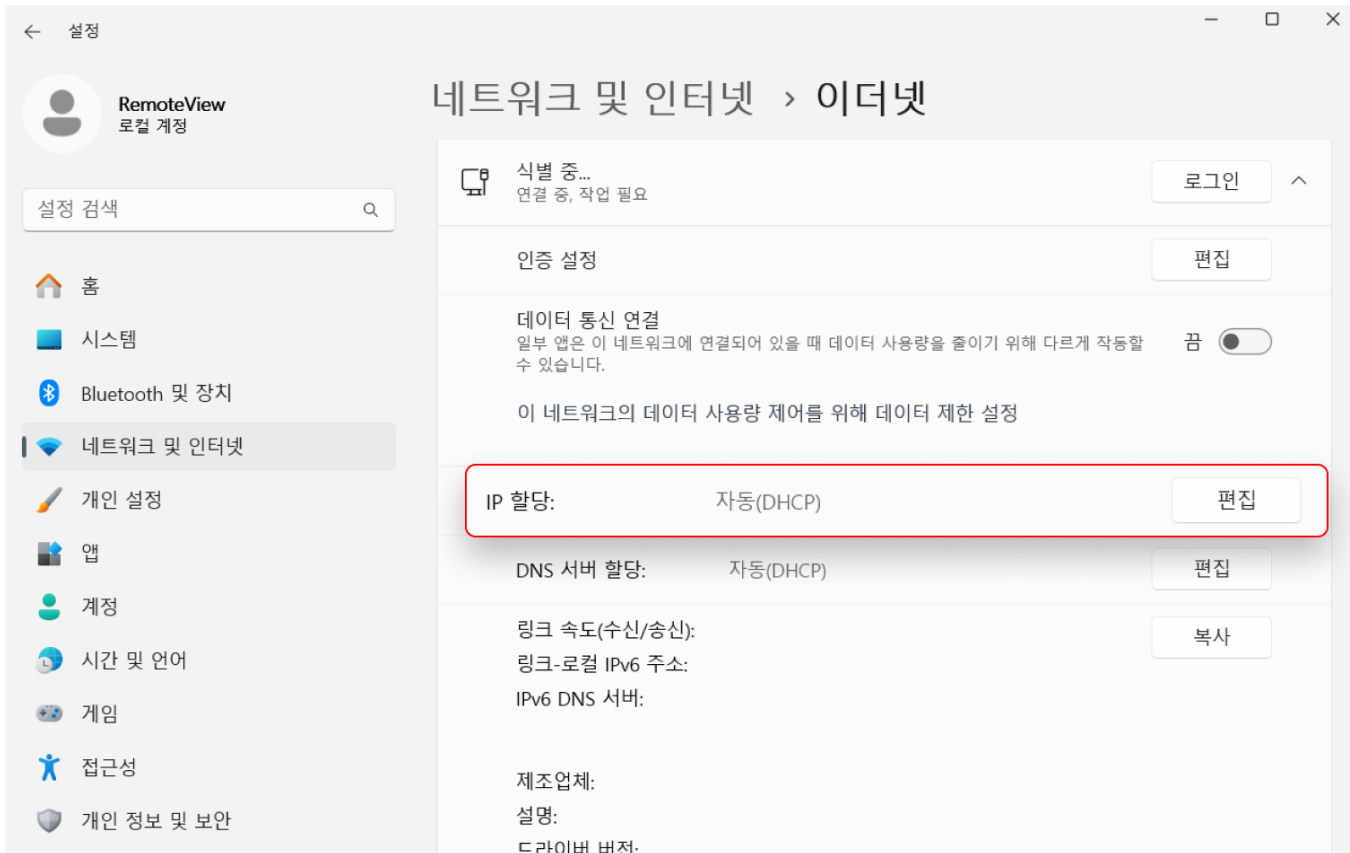 설정
RemoteView
로컬 계정
설정 검색
홈
시스템
Bluetooth 및 장치
네트워크 및 인터넷
개인 설정
앱
계정
시간 및 언어
게임
접근성
개인 정보 및 보안
네트워크 및 인터넷 › 이더넷
식별 중...
연결 중, 작업 필요
로그인
인증 설정
편집
데이터 통신 연결
일부 앱은 이 네트워크에 연결되어 있을 때 데이터 사용량을 줄이기 위해 다르게 작동할
수 있습니다.
끔
이 네트워크의 데이터 사용량 제어를 위해 데이터 제한 설정
IP 할당: 자동(DHCP) 편집
DNS 서버 할당: 자동(DHCP) 편집
링크 속도(수신/송신): 복사
링크-로컬 IPv6 주소:
IPv6 DNS 서버:
제조업체:
설명:
드라이버 버전: